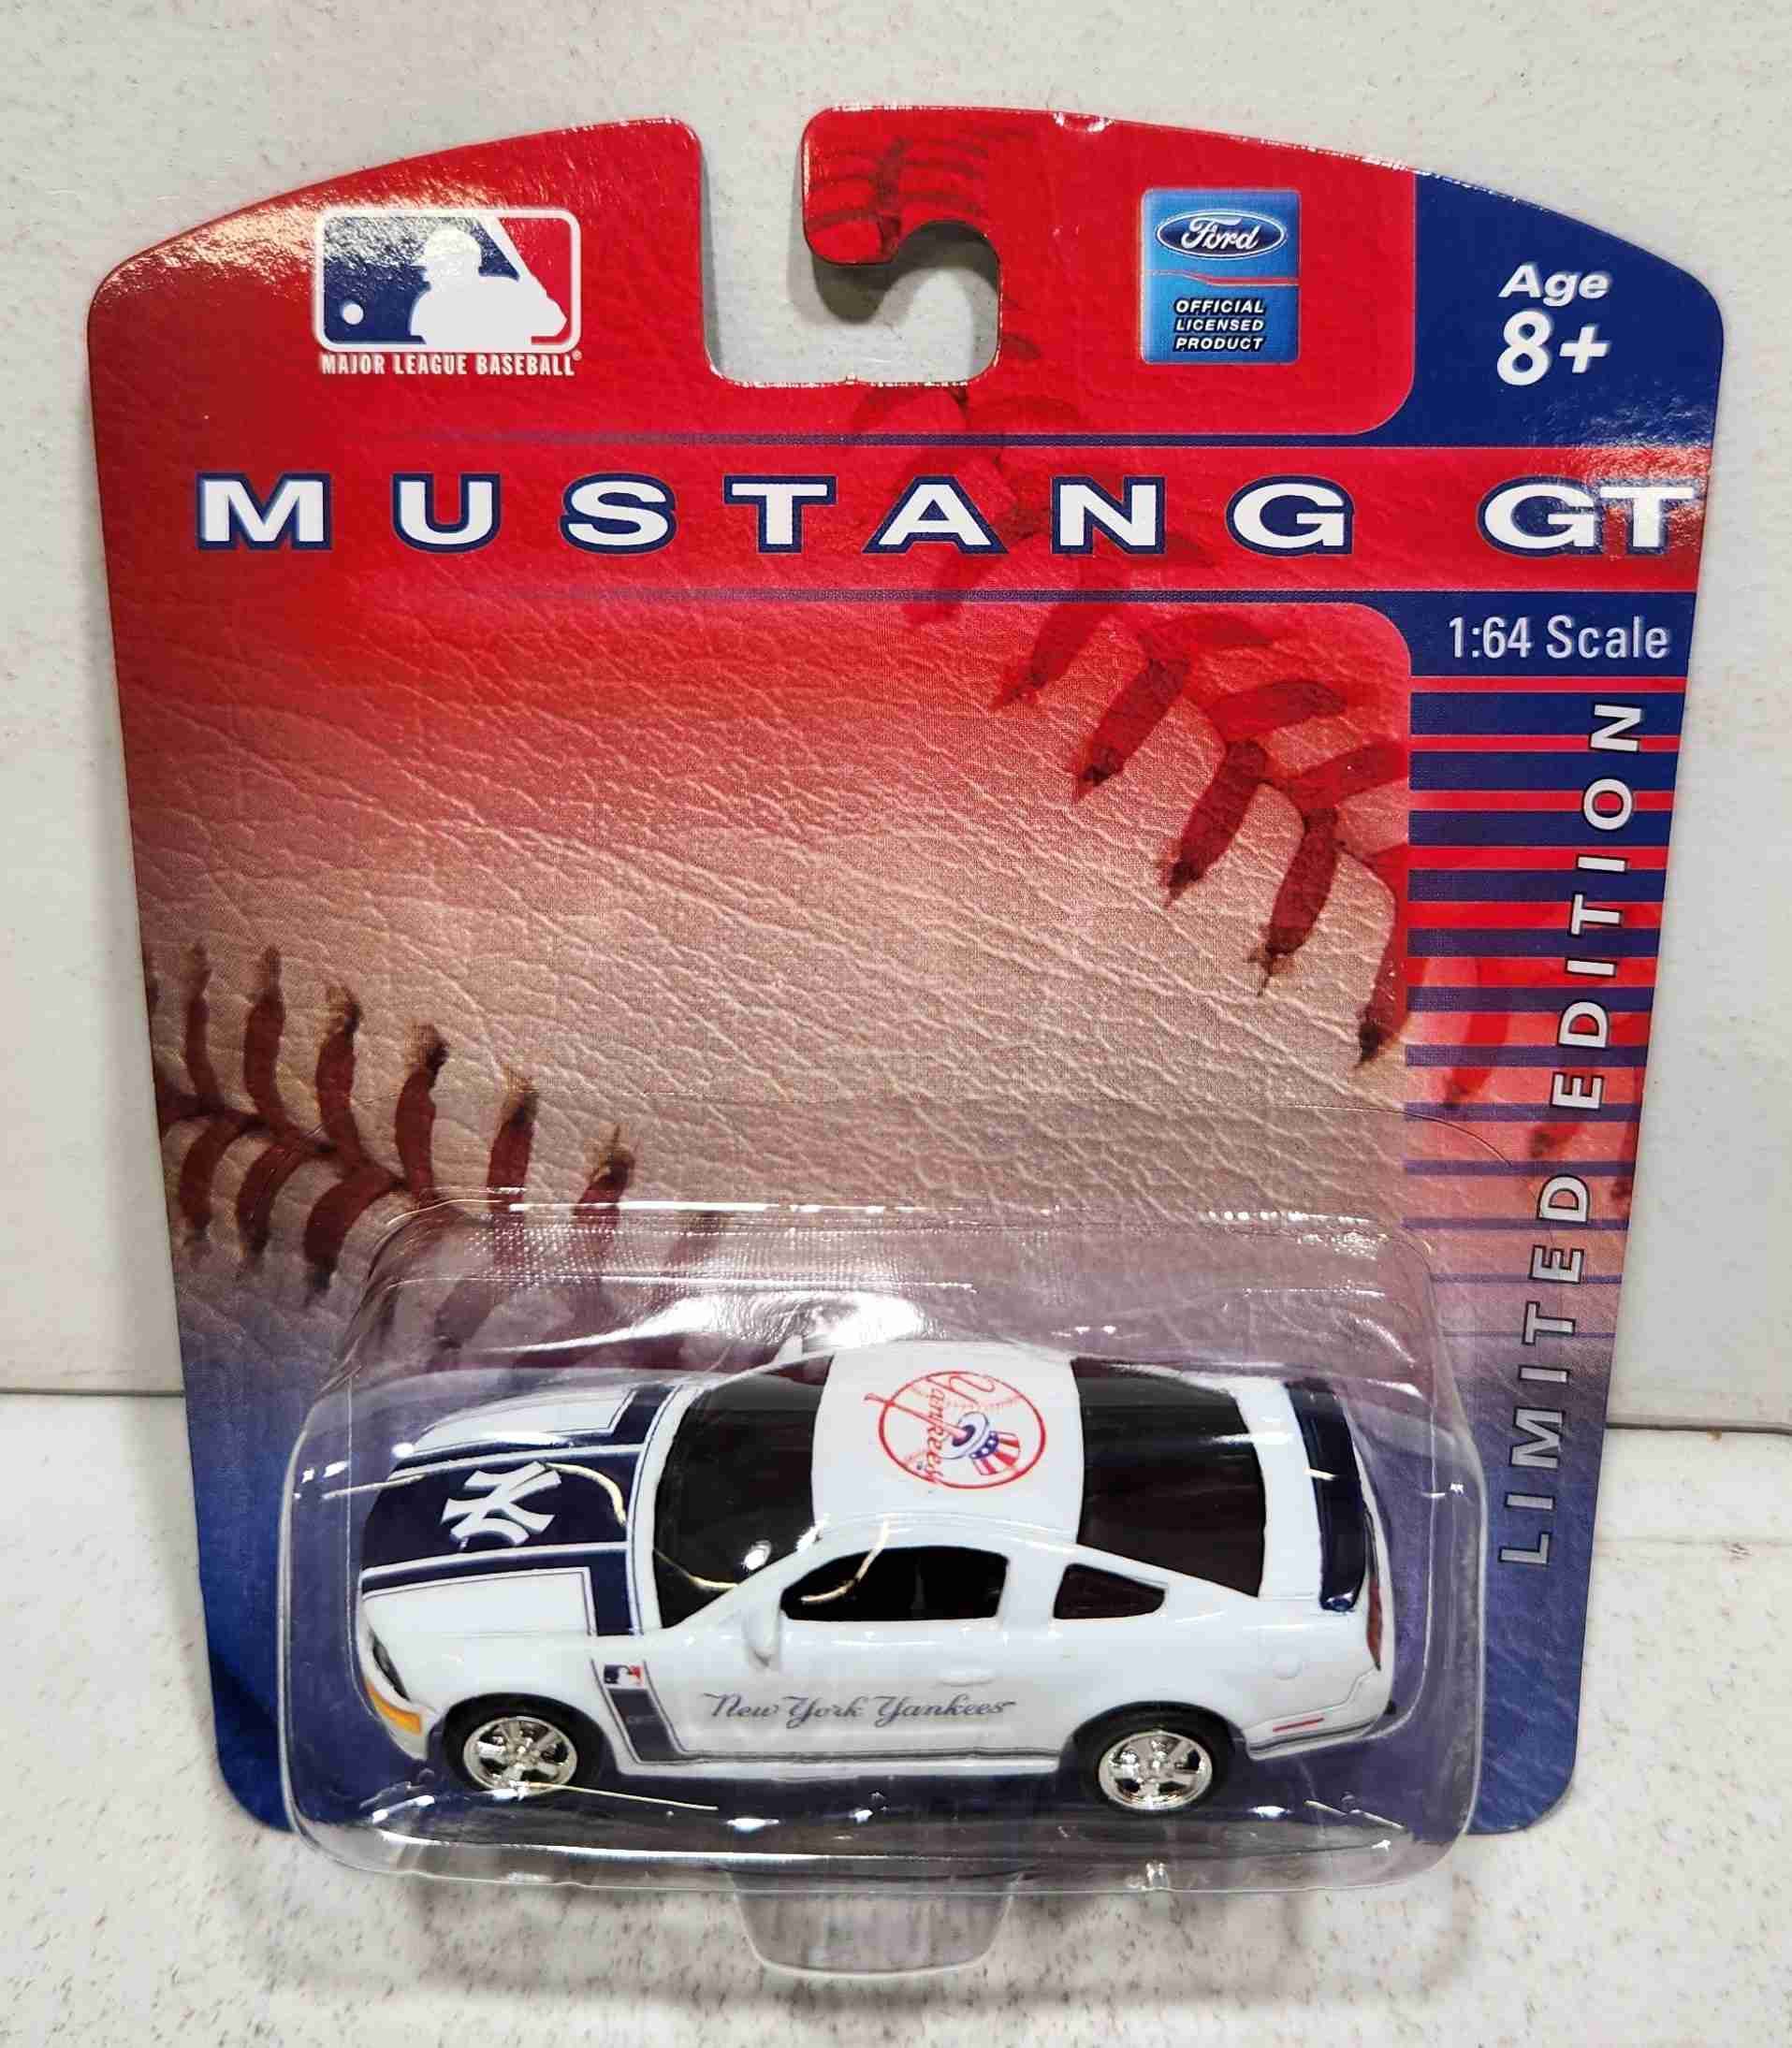 MAJOR LEAGUE BASEBALL®
Ford
OFFICIAL
LICENSED
PRODUCT
Age
8+
MUSTANG GT
1:64 Scale
LIMITED EDITION
Yankees
NY
New York Yankees